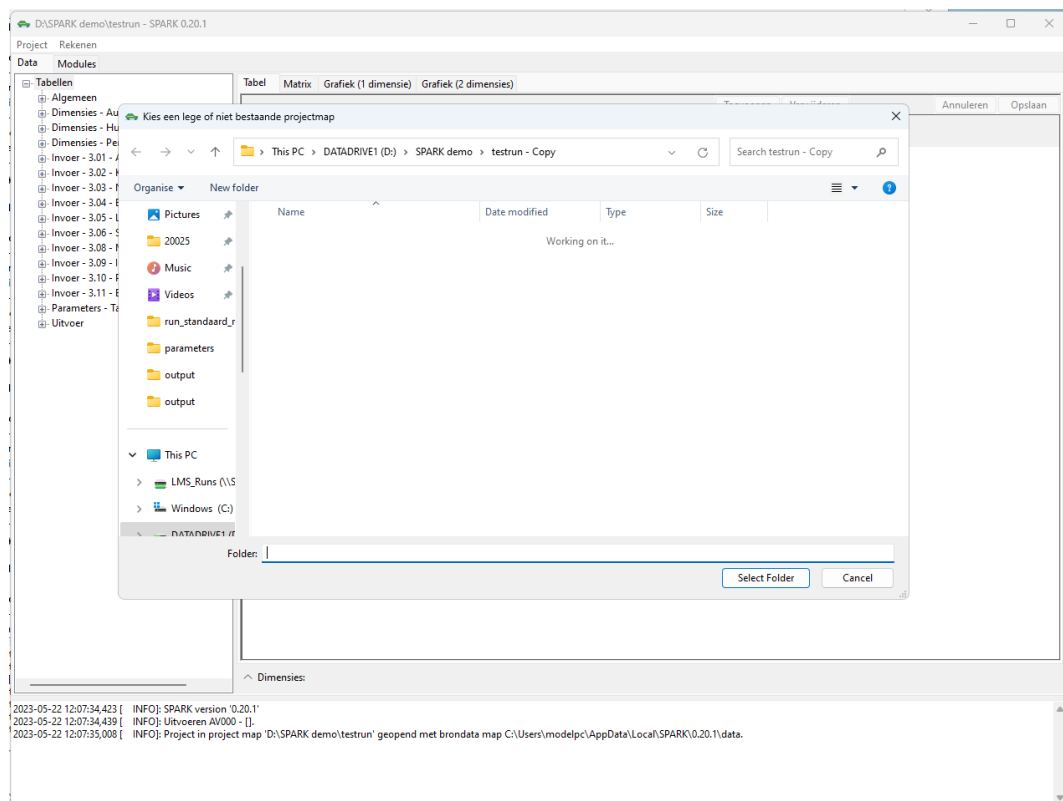 D:\SPARK demo\testrun - SPARK 0.20.1
Project Rekenen
Data Modules
Tabellen
Algemeen
Dimensies - Au
Dimensies - Hu
Dimensies - Pe
Invoer - 3.01 - A
Invoer - 3.02 - K
Invoer - 3.03 - N
Invoer - 3.04 - E
Invoer - 3.05 - L
Invoer - 3.06 - S
Invoer - 3.08 - M
Invoer - 3.09 - I
Invoer - 3.10 - F
Invoer - 3.11 - E
Parameters - Ta
Uitvoer
Tabel Matrix Grafiek (1 dimensie) Grafiek (2 dimensies)
Toevoegen Verwijderen Annuleren Opslaan
Kies een lege of niet bestaande projectmap
This PC > DATADRIVE1 (D:) > SPARK demo > testrun - Copy
Search testrun - Copy
Organise New folder
Name Date modified Type Size
Working on it...
Pictures
20025
Music
Videos
run_standaard_r
parameters
output
output
This PC
LMS_Runs (\\S
Windows (C:)
DATADRIVE1 (D
Folder:
Select Folder Cancel
Dimensies:
2023-05-22 12:07:34,423 [ INFO]: SPARK version '0.20.1'
2023-05-22 12:07:34,439 [ INFO]: Uitvoeren AV000 - [].
2023-05-22 12:07:35,008 [ INFO]: Project in project map 'D:\SPARK demo\testrun' geopend met brondata map C:\Users\modelpc\AppData\Local\SPARK\0.20.1\data.